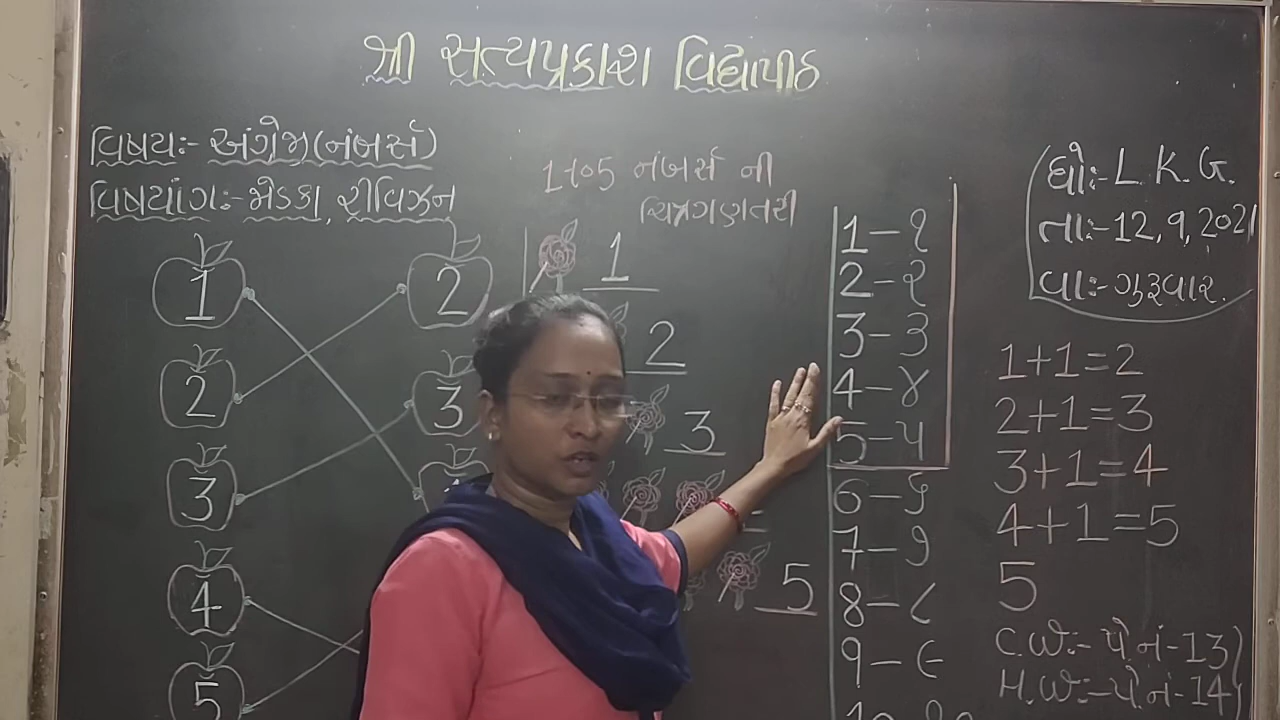 શ્રી સત્યપ્રકાશ વિદ્યાપીઠ
વિષયઃ- અંગ્રેજી(નંબર્સ)
વિષયાંગઃ- જોડકા, રીવિઝન
1 2
2 3
3
4
5
1 to 5 નંબર્સ ની
ચિત્રગણતરી
1
2
3
5
1 - ૧
2 - ૨
3 - ૩
4 - ૪
5 - ૫
6 - ૬
7 - ૭
8 - ૮
9 - ૯
10 - ૧૦
ધોઃ- L. K. G.
તાઃ- 12, 9, 2021
વાઃ- ગુરૂવાર.
1+1=2
2+1=3
3+1=4
4+1=5
5
C.W:- પે નં-13)
H.W:- પે નં-14)